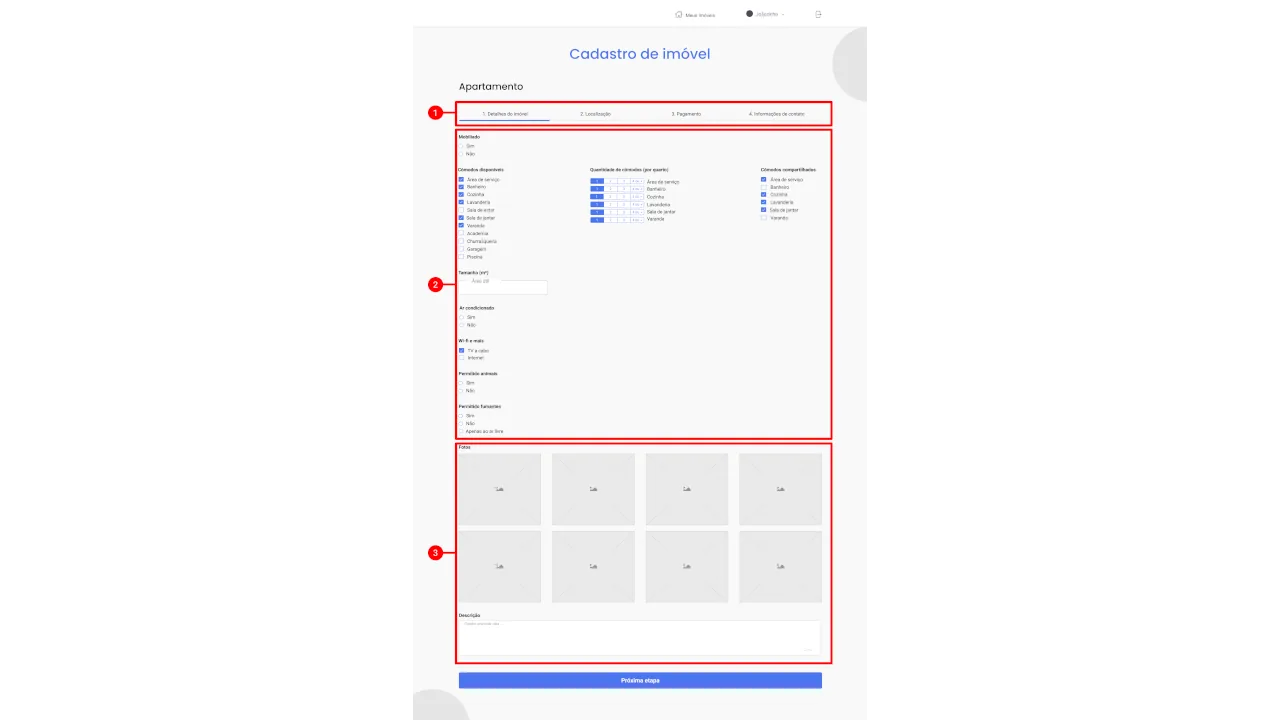 Meus Imóveis
Cadastro de imóvel
Apartamento
1
1. Detalhes do imóvel
2. Localização
3. Pagamento
4. Informações de contato
Mobiliado
Sim
Não
Cômodos disponíveis
Área de serviço
Banheiro
Cozinha
Lavanderia
Sala de estar
Sala de jantar
Varanda
Academia
Churrasqueira
Garagem
Piscina
Quantidade de cômodos (por quarto)
Área de serviço
Banheiro
Cozinha
Lavanderia
Sala de jantar
Varanda
Cômodos compartilhados
Área de serviço
Banheiro
Cozinha
Lavanderia
Sala de jantar
Varanda
2
Tamanho (m²)
Ar condicionado
Sim
Não
Wi-fi e mais
TV a cabo
Internet
Permitido animais
Sim
Não
Permitido fumantes
Sim
Não
Apenas ao ar livre
3
Fotos
Descrição
Próxima etapa